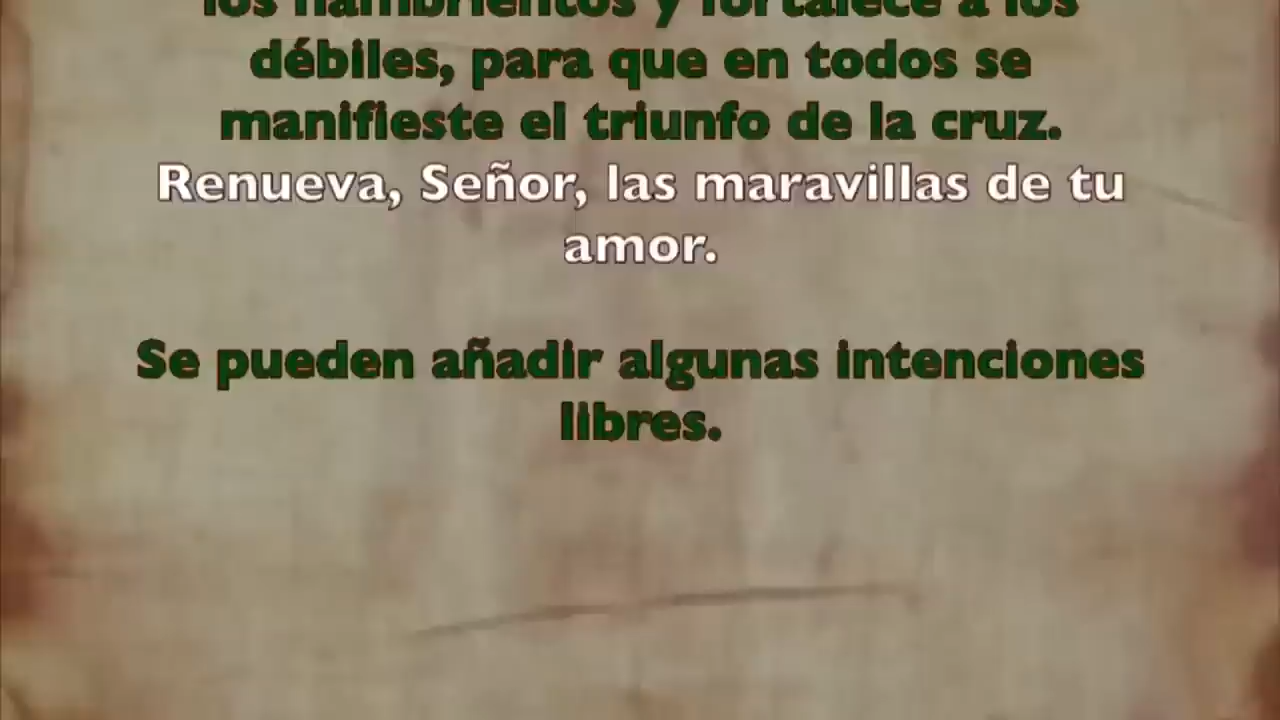 los hambrientos y fortalece a los
débiles, para que en todos se
manifieste el triunfo de la cruz.
Renueva, Señor, las maravillas de tu
amor.
Se pueden añadir algunas intenciones
libres.